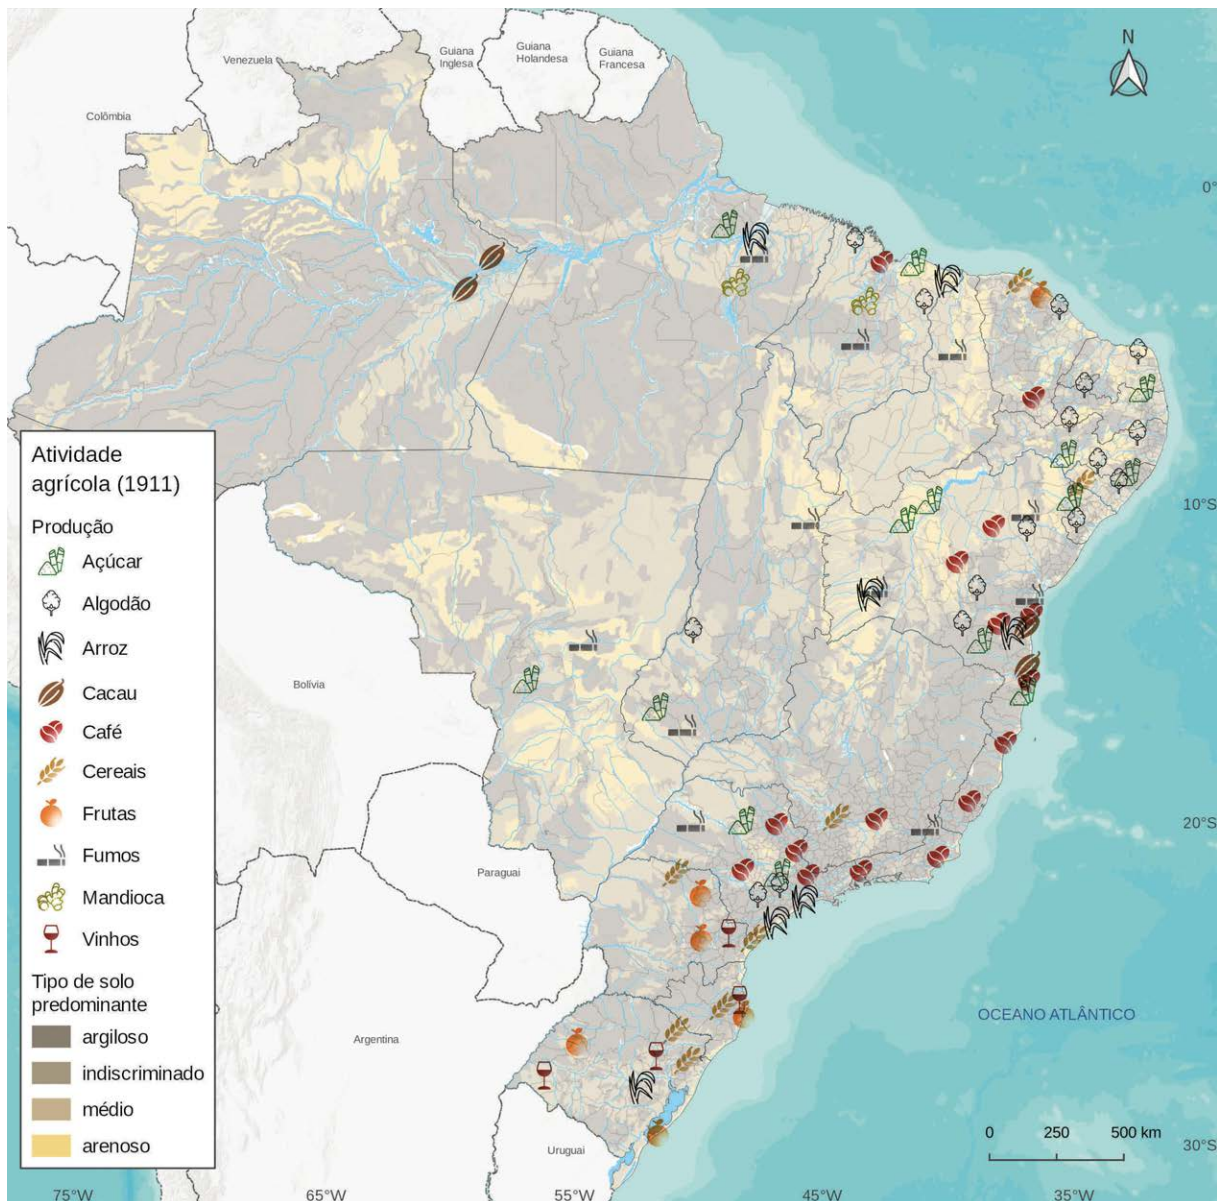 Venezuela
Guiana
Inglesa
Guiana
Holandesa
Guiana
Francesa
N
Colômbia
0°
Atividade
agrícola (1911)
Produção
Açúcar
Algodão
Arroz
Cacau
Café
Cereais
Frutas
Fumos
Mandioca
Vinhos
Tipo de solo
predominante
argiloso
indiscriminado
médio
arenoso
10°S
Bolívia
20°S
Paraguai
OCEANO ATLÂNTICO
Argentina
0 250 500 km
Uruguai
30°S
75°W 65°W 55°W 45°W 35°W